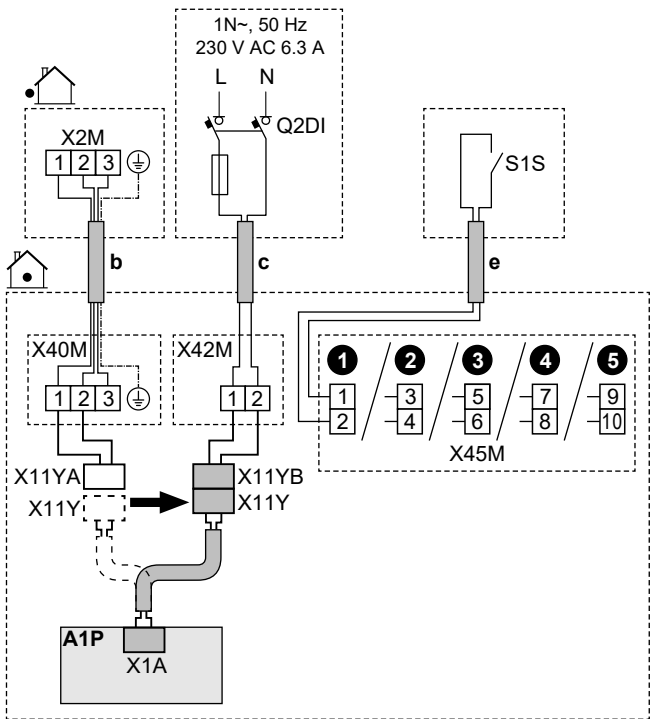 1N~, 50 Hz
230 V AC 6.3 A
L N
Q2DI
X2M
1 2 3
S1S
b
c
e
X40M
1 2 3
X42M
1 2
1 2 3 4 5
1 3 5 7 9
2 4 6 8 10
X45M
X11YA
X11YB
X11Y
X11Y
A1P
X1A